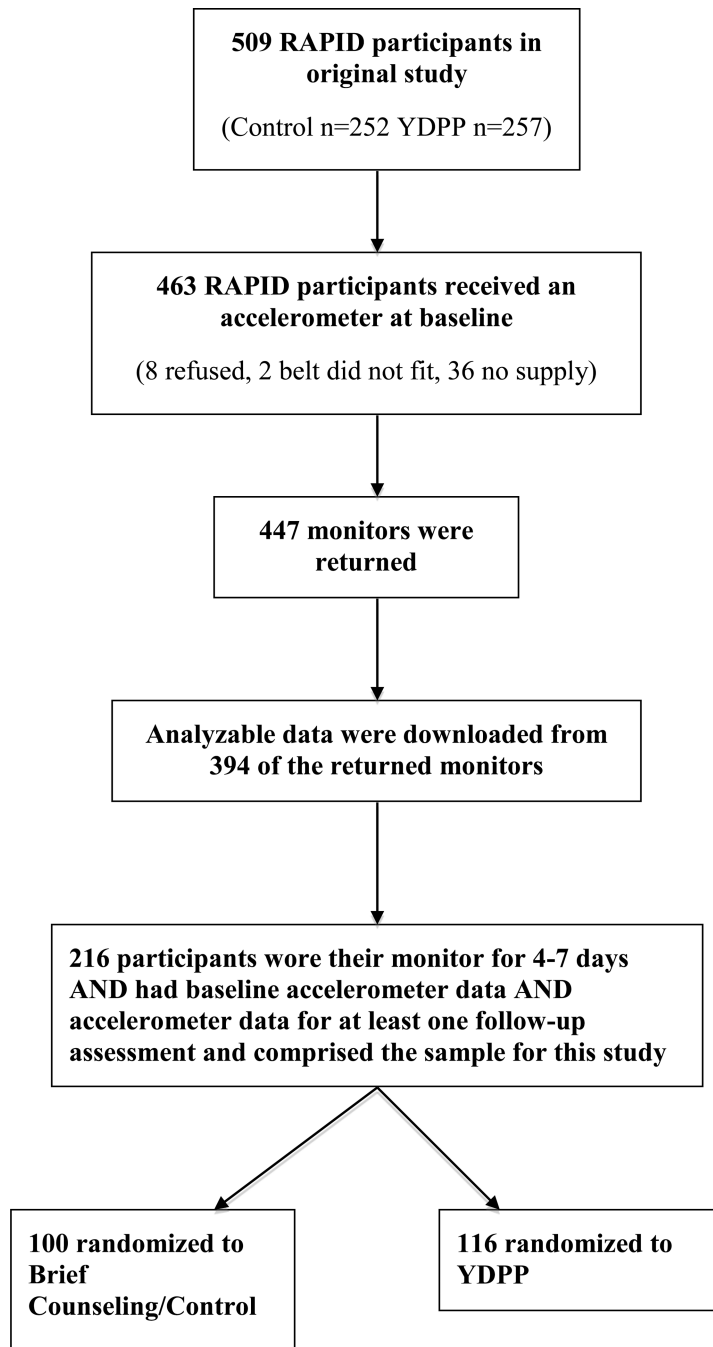 509 RAPID participants in
original study
(Control n=252 YDPP n=257)
463 RAPID participants received an
accelerometer at baseline
(8 refused, 2 belt did not fit, 36 no supply)
447 monitors were
returned
Analyzable data were downloaded from
394 of the returned monitors
216 participants wore their monitor for 4-7 days
AND had baseline accelerometer data AND
accelerometer data for at least one follow-up
assessment and comprised the sample for this study
100 randomized to
Brief
Counseling/Control
116 randomized to
YDPP